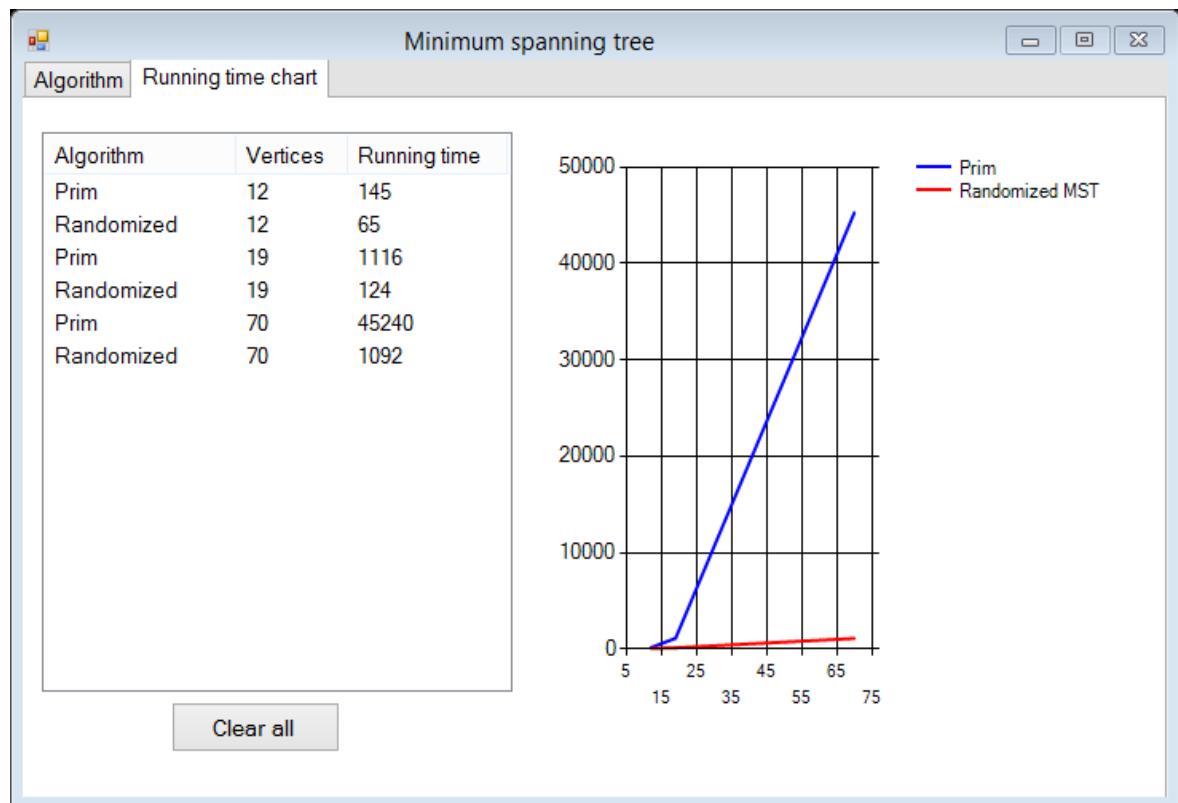 Minimum spanning tree
Algorithm Running time chart
Algorithm Vertices Running time
Prim 12 145
Randomized 12 65
Prim 19 1116
Randomized 19 124
Prim 70 45240
Randomized 70 1092
Clear all
50000
40000
30000
20000
10000
0
5 25 45 65
15 35 55 75
Prim
Randomized MST